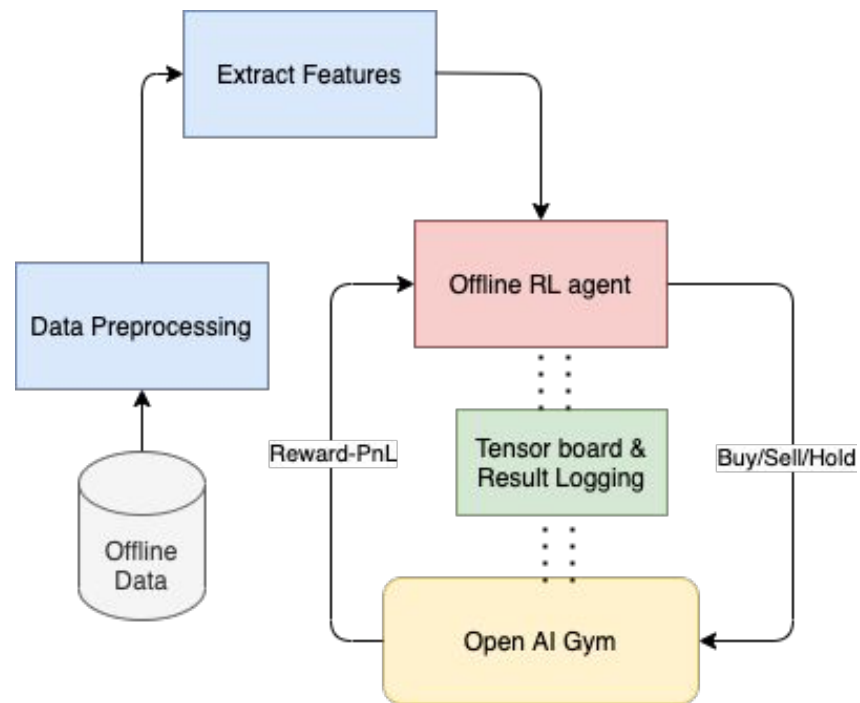 Extract Features
Offline RL agent
Data Preprocessing
Reward-PnL
Tensor board &
Result Logging
Buy/Sell/Hold
Offline
Data
Open AI Gym